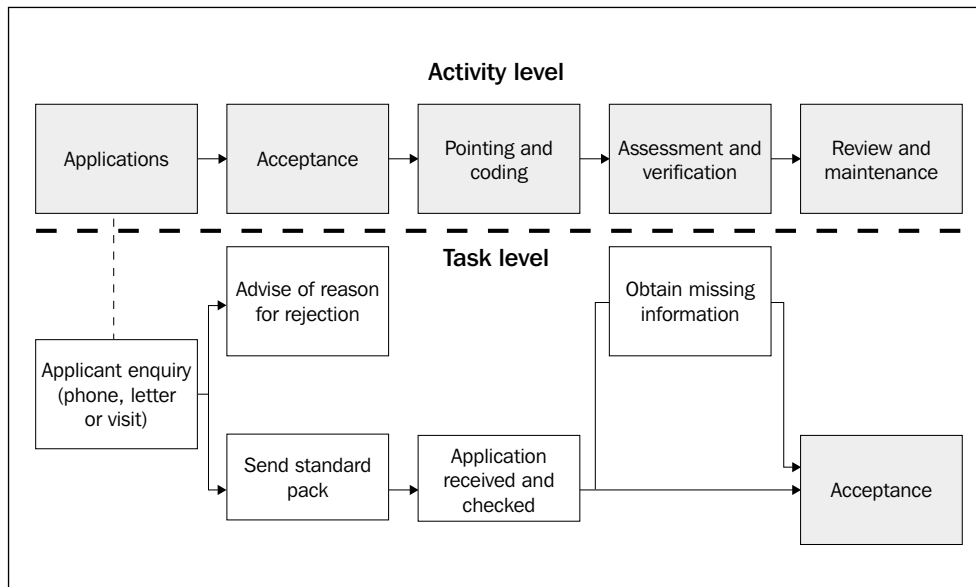 Activity level
Applications
Acceptance
Pointing and
coding
Assessment and
verification
Review and
maintenance
Task level
Advise of reason
for rejection
Obtain missing
information
Applicant enquiry
(phone, letter
or visit)
Send standard
pack
Application
received and
checked
Acceptance